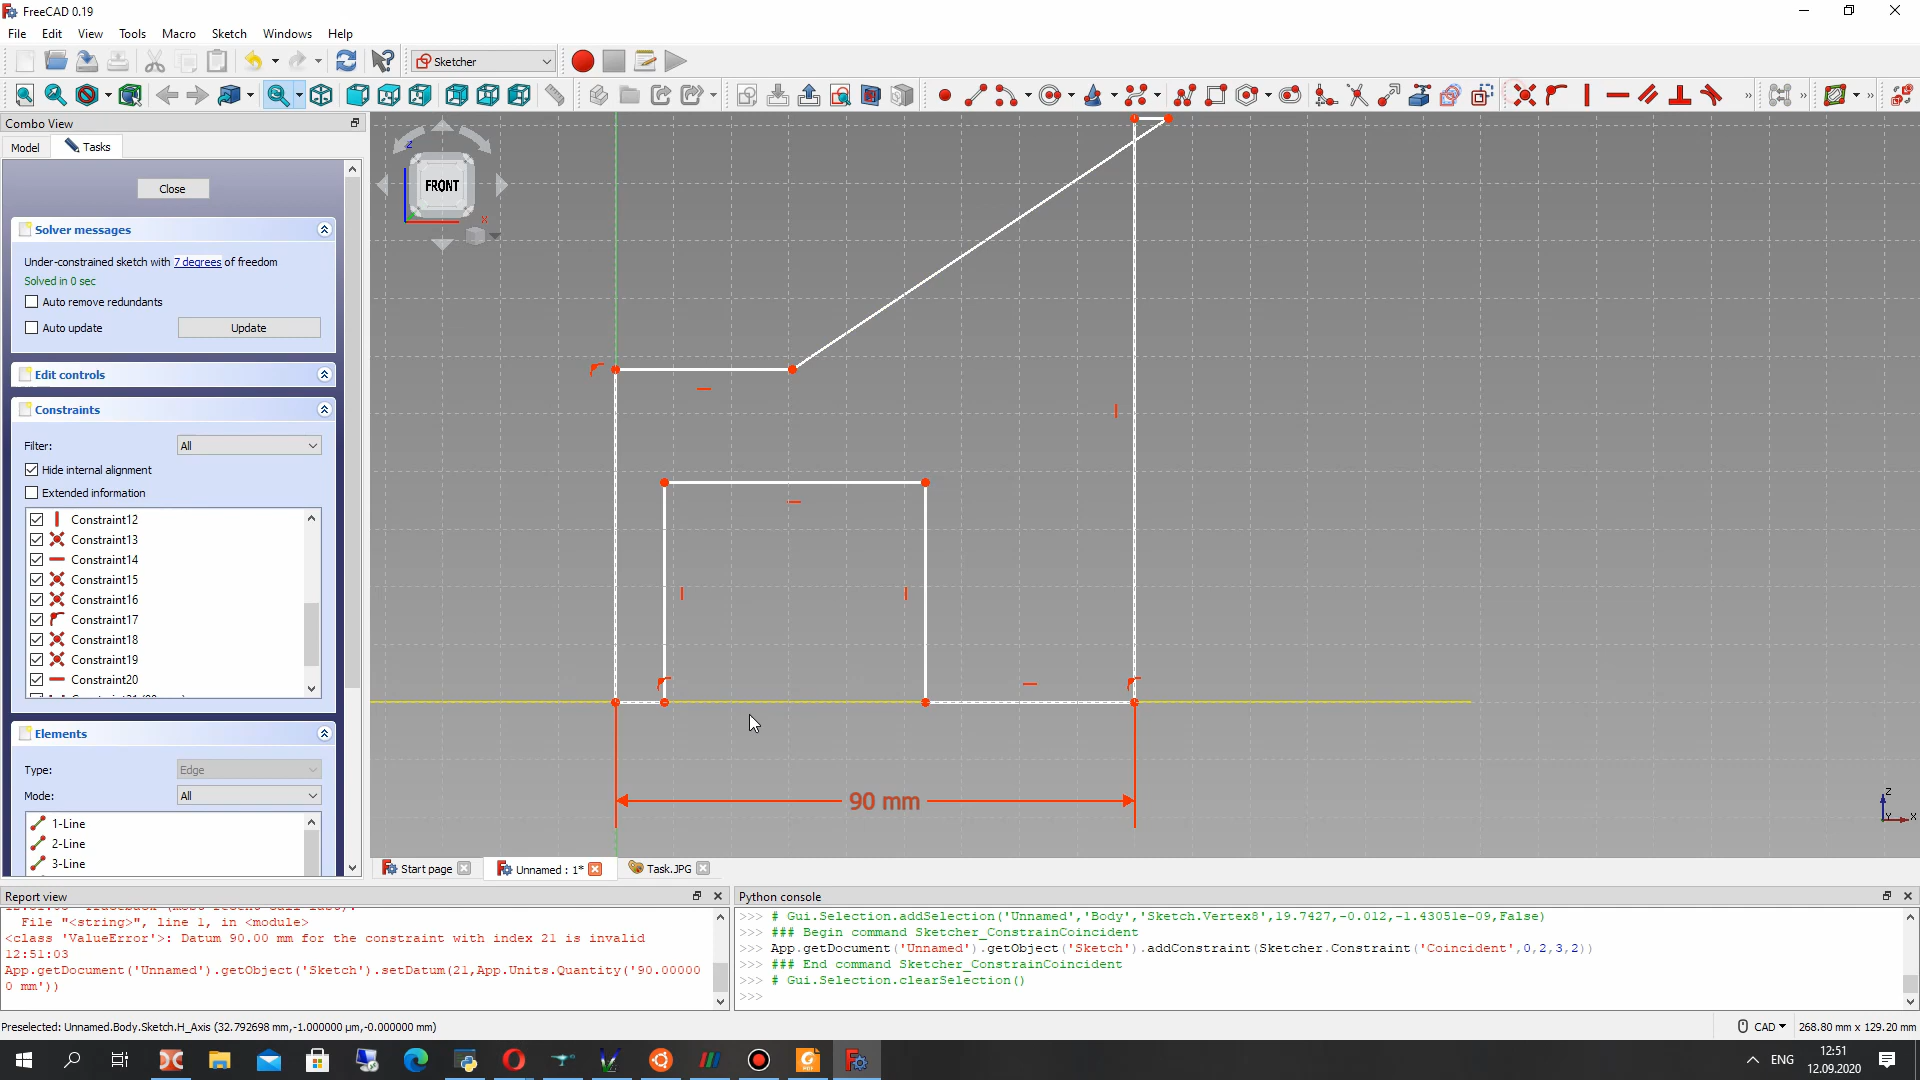 FreeCAD 0.19
File Edit View Tools Macro Sketch Windows Help
Sketcher
Combo View
Model Tasks
Close
Solver messages
Under-constrained sketch with 7 degrees of freedom
Solved in 0 sec
Auto remove redundants
Auto update Update
Edit controls
Constraints
Filter: All
Hide internal alignment
Extended information
Constraint12
Constraint13
Constraint14
Constraint15
Constraint16
Constraint17
Constraint18
Constraint19
Constraint20
Elements
Type: Edge
Mode: All
1-Line
2-Line
3-Line
FRONT
Z
X
90 mm
Z
Y X
Start page Unnamed : 1* Task.JPG
Report view
File "<string>", line 1, in <module>
<class 'ValueError'>: Datum 90.00 mm for the constraint with index 21 is invalid
12:51:03
App.getDocument('Unnamed').getObject('Sketch').setDatum(21,App.Units.Quantity('90.00000
0 mm'))
Python console
>>> # Gui.Selection.addSelection('Unnamed','Body','Sketch.Vertex8',19.7427,-0.012,-1.43051e-09,False)
>>> ### Begin command Sketcher_ConstrainCoincident
>>> App.getDocument('Unnamed').getObject('Sketch').addConstraint(Sketcher.Constraint('Coincident',0,2,3,2))
>>> ### End command Sketcher_ConstrainCoincident
>>> # Gui.Selection.clearSelection()
>>>
Preselected: Unnamed.Body.Sketch.H_Axis (32.792698 mm,-1.000000 µm,-0.000000 mm)
CAD 268.80 mm x 129.20 mm
ENG
12:51
12.09.2020